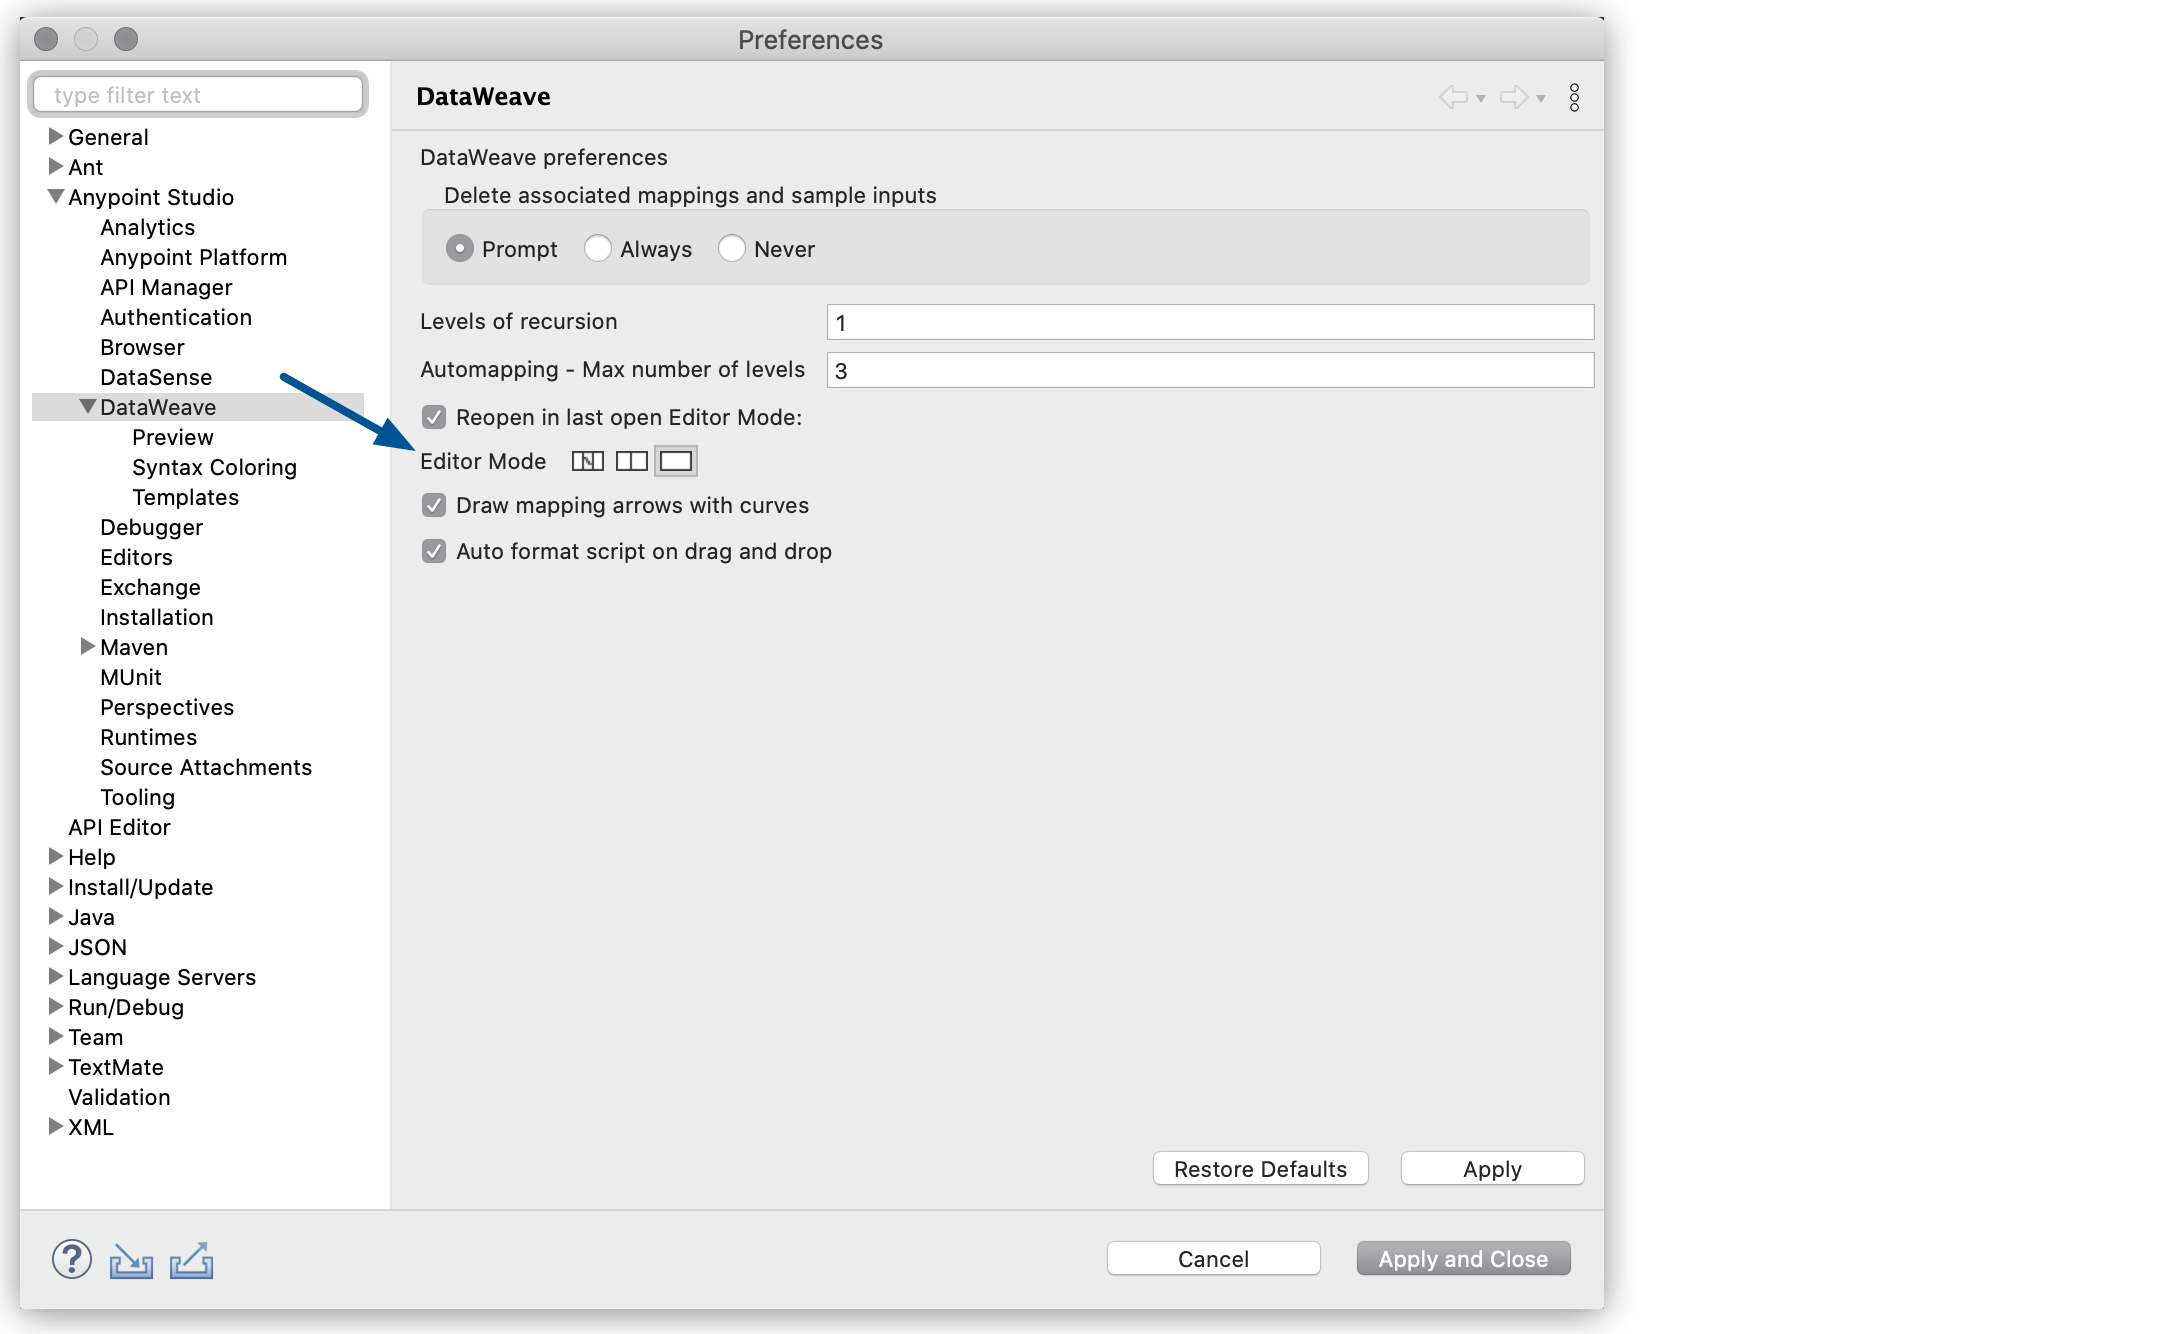 Preferences
type filter text
General
Ant
Anypoint Studio
Analytics
Anypoint Platform
API Manager
Authentication
Browser
DataSense
DataWeave
Preview
Syntax Coloring
Templates
Debugger
Editors
Exchange
Installation
Maven
MUnit
Perspectives
Runtimes
Source Attachments
Tooling
API Editor
Help
Install/Update
Java
JSON
Language Servers
Run/Debug
Team
TextMate
Validation
XML
DataWeave
DataWeave preferences
Delete associated mappings and sample inputs
Prompt Always Never
Levels of recursion 1
Automapping - Max number of levels 3
Reopen in last open Editor Mode:
Editor Mode
Draw mapping arrows with curves
Auto format script on drag and drop
Restore Defaults Apply
? Cancel Apply and Close